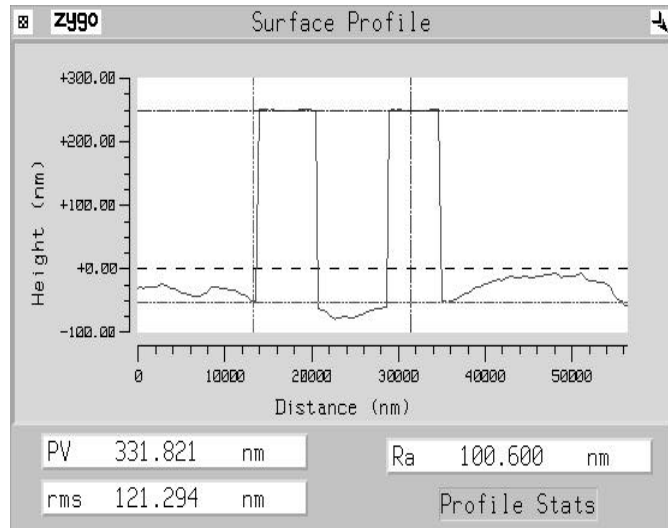 zygo Surface Profile
+300.00
+200.00
+100.00
+0.00
-100.00
Height (nm)
0 10000 20000 30000 40000 50000
Distance (nm)
PV 331.821 nm
Ra 100.600 nm
rms 121.294 nm
Profile Stats